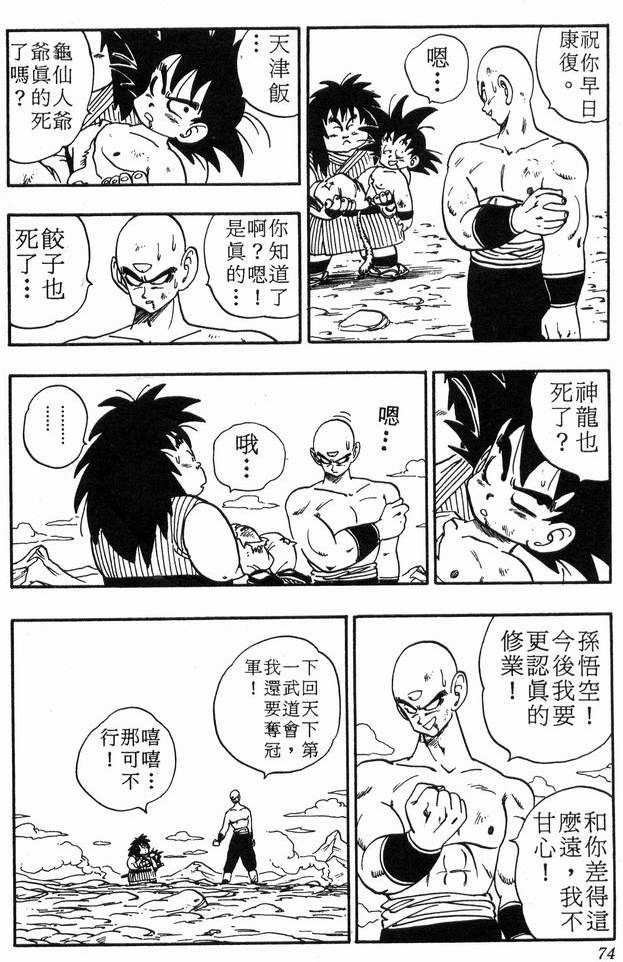 祝你早日
康復。
嗯…
天津飯
…
龜仙人爺
爺眞的死
了嗎？
你知道了
啊？嗯！
是眞的…
餃子也
死了…
神龍也
死了？
嗯…
哦…
……
孫悟空！
今後我要
更認眞的
修業！
和你差得這
麼遠，我不
甘心！
下回天下第
一武道會，
我還要奪冠
軍！
嘻嘻…
那可不
行！
74